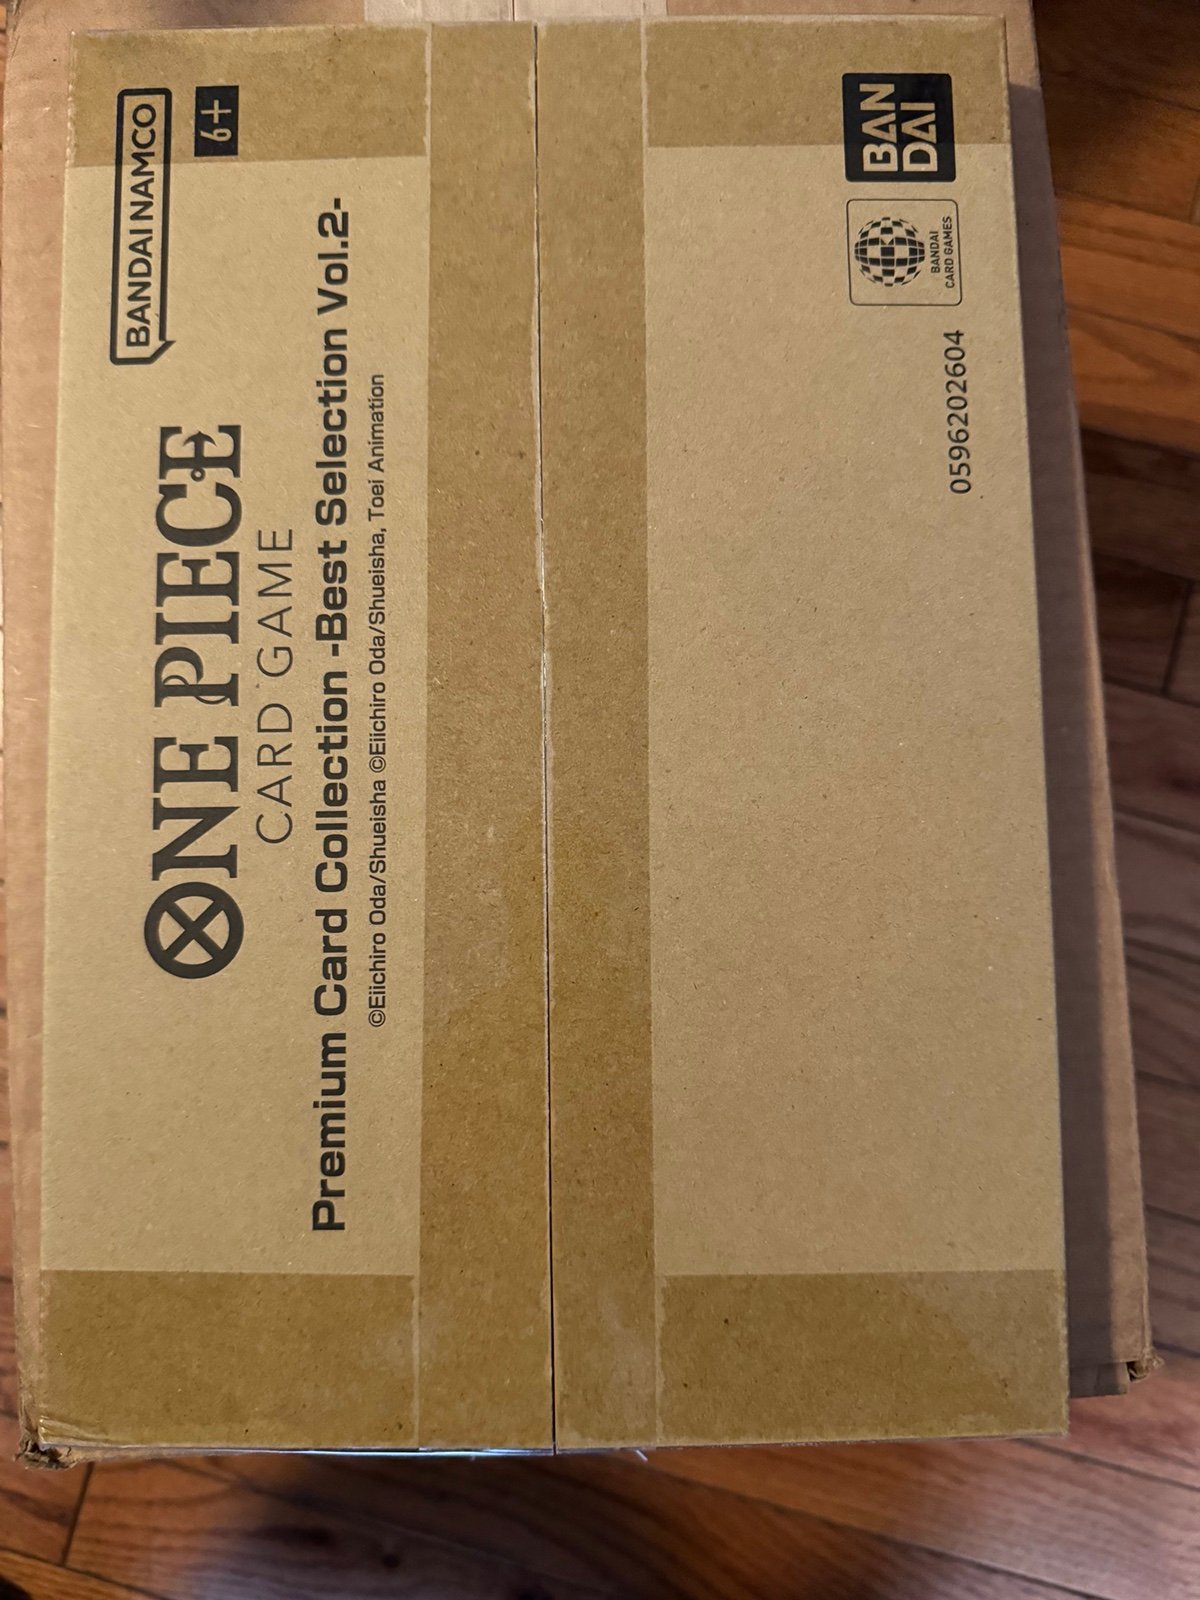 BANDAI NAMCO
6+
ONE PIECE
CARD GAME
Premium Card Collection -Best Selection Vol.2-
©Eiichiro Oda/Shueisha ©Eiichiro Oda/Shueisha, Toei Animation
BAN
DAI
BANDAI
CARD GAMES
0596202604